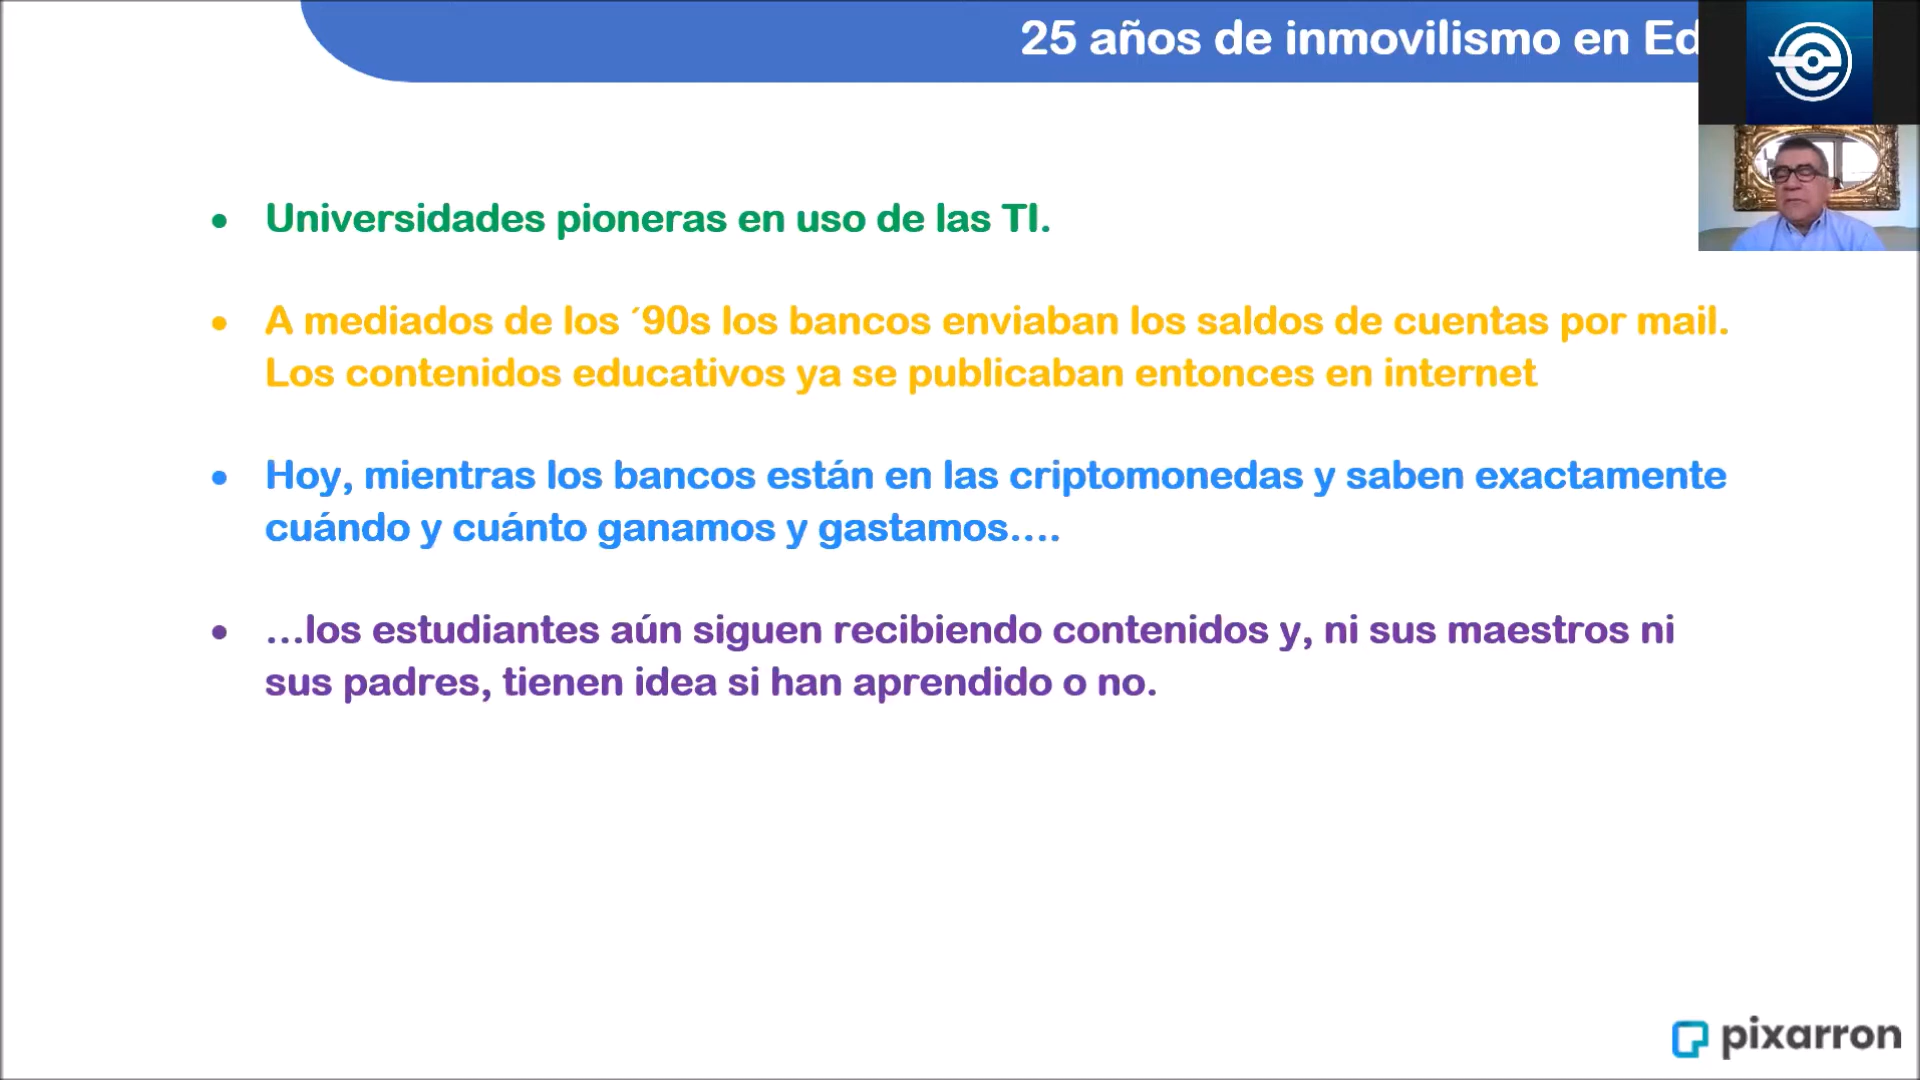 25 años de inmovilismo en Ed
• Universidades pioneras en uso de las TI.
• A mediados de los ´90s los bancos enviaban los saldos de cuentas por mail.
Los contenidos educativos ya se publicaban entonces en internet
• Hoy, mientras los bancos están en las criptomonedas y saben exactamente
cuándo y cuánto ganamos y gastamos....
• ...los estudiantes aún siguen recibiendo contenidos y, ni sus maestros ni
sus padres, tienen idea si han aprendido o no.
pixarron